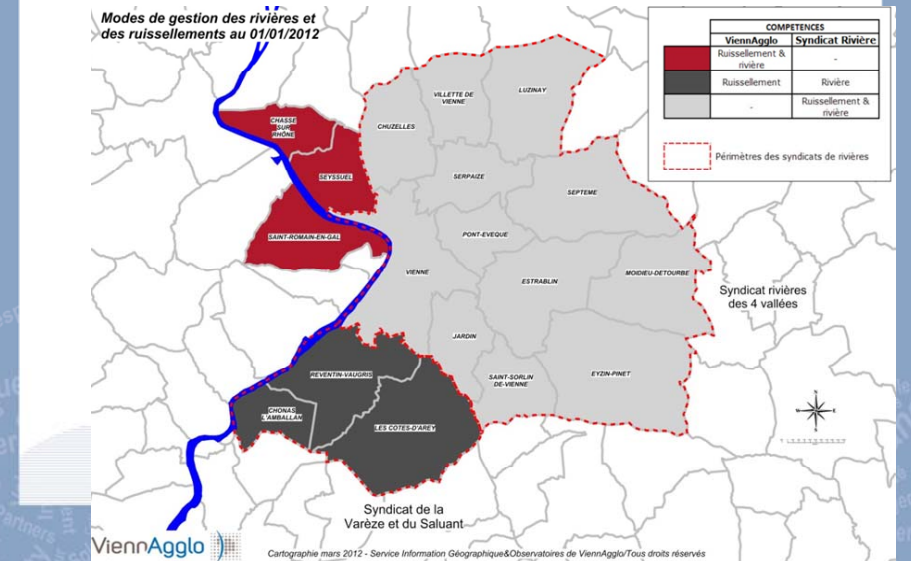 Modes de gestion des rivières et
des ruissellements au 01/01/2012
COMPETENCES
ViennAgglo
Syndicat Rivière
Ruissellement &
rivière
-
Ruissellement
Rivière
-
Ruissellement &
rivière
Périmètres des syndicats de rivières
LUZINAY
VILLETTE DE
VIENNE
CHASSE
SUR
RHÔNE
CHUZELLES
SEYSSUEL
SERPAIZE
SEPTEME
SAINT-ROMAIN-EN-GAL
PONT-EVEQUE
VIENNE
ESTRABLIN
MOIDIEU-DETOURBE
Syndicat rivières
des 4 vallées
JARDIN
REVENTIN-VAUGRIS
SAINT-SORLIN
DE-VIENNE
EYZIN-PINET
CHONAS
L'AMBALLAN
LES COTES-D'AREY
N
W
E
S
Syndicat de la
Varèze et du Saluant
ViennAgglo
Cartographie mars 2012 - Service Information Géographique&Observatoires de ViennAgglo/Tous droits réservés
Partners